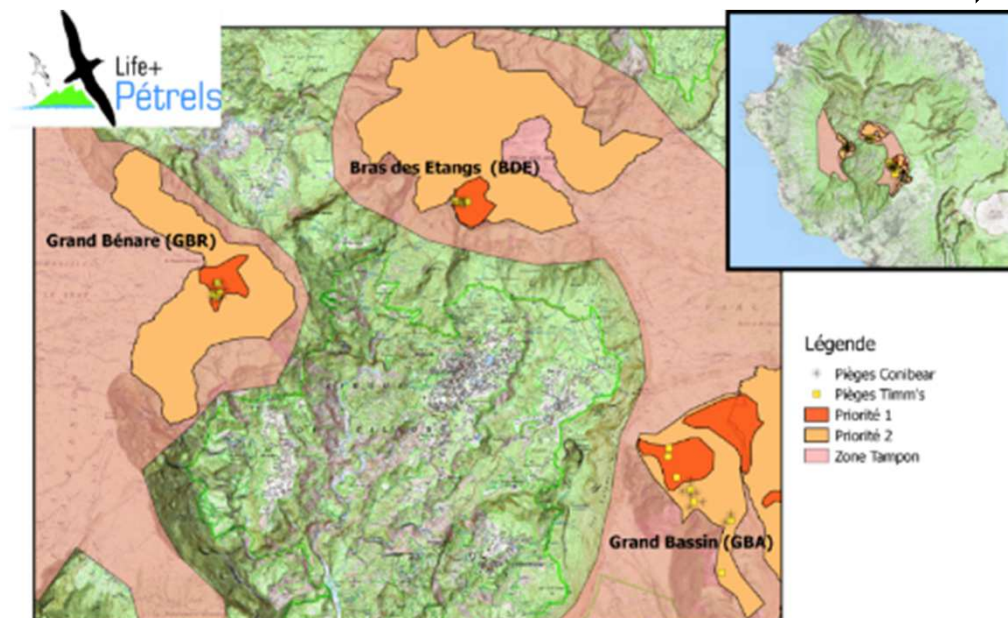 Life+
Pétrels
Bras des Etangs (BDE)
Grand Bénare (GBR)
Légende
Pièges Conibear
Pièges Timm's
Priorité 1
Priorité 2
Zone Tampon
Grand Bassin (GBA)